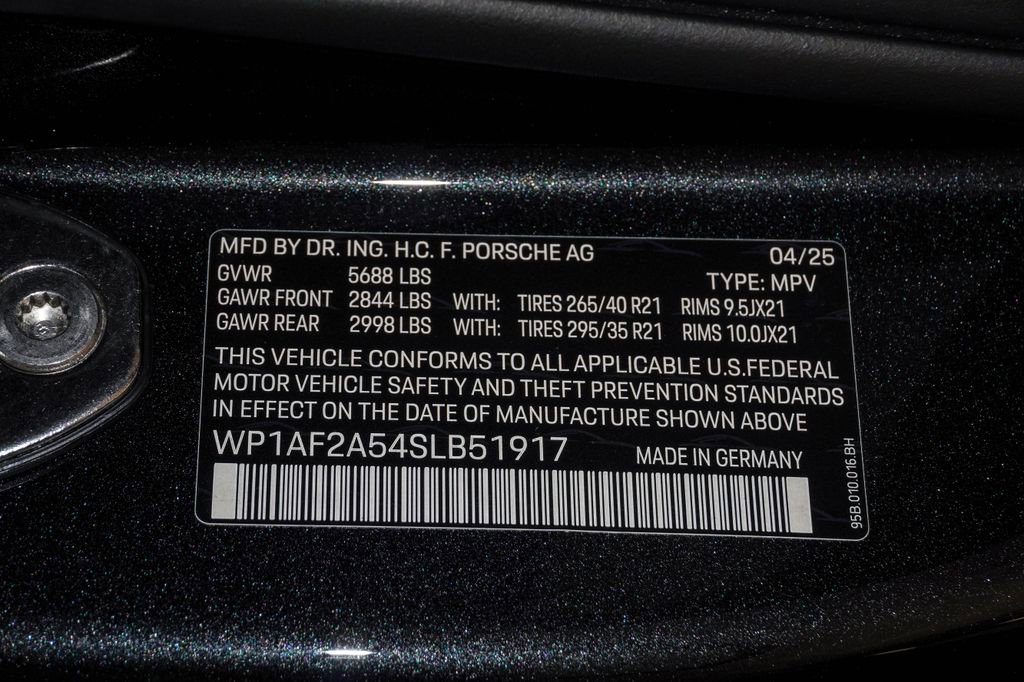 MFD BY DR. ING. H.C. F. PORSCHE AG 04/25
GVWR 5688 LBS TYPE: MPV
GAWR FRONT 2844 LBS WITH: TIRES 265/40 R21 RIMS 9.5JX21
GAWR REAR 2998 LBS WITH: TIRES 295/35 R21 RIMS 10.0JX21
THIS VEHICLE CONFORMS TO ALL APPLICABLE U.S.FEDERAL
MOTOR VEHICLE SAFETY AND THEFT PREVENTION STANDARDS
IN EFFECT ON THE DATE OF MANUFACTURE SHOWN ABOVE
WP1AF2A54SLB51917 MADE IN GERMANY
95B.010.016.BH